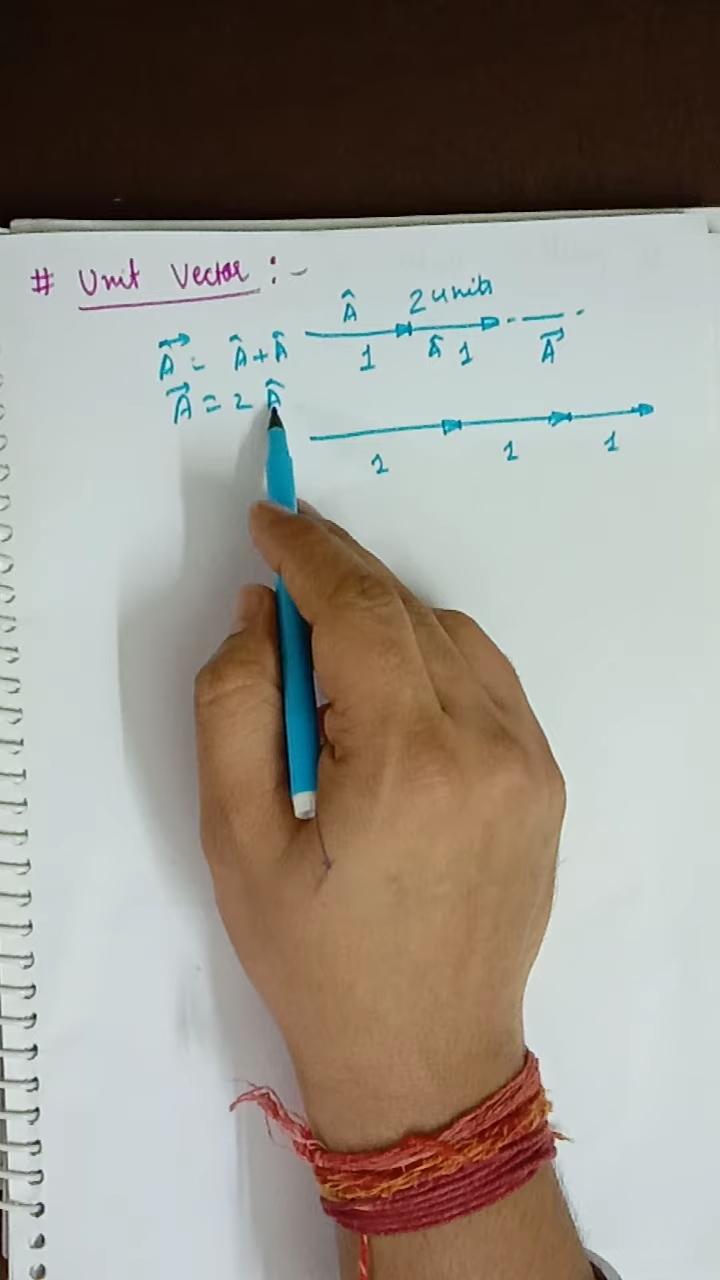 # Unit Vector :-
Â 2 units
A⃗ = Â + Â 1 Â 1 A⃗
A⃗ = 2 Â
1 1 1